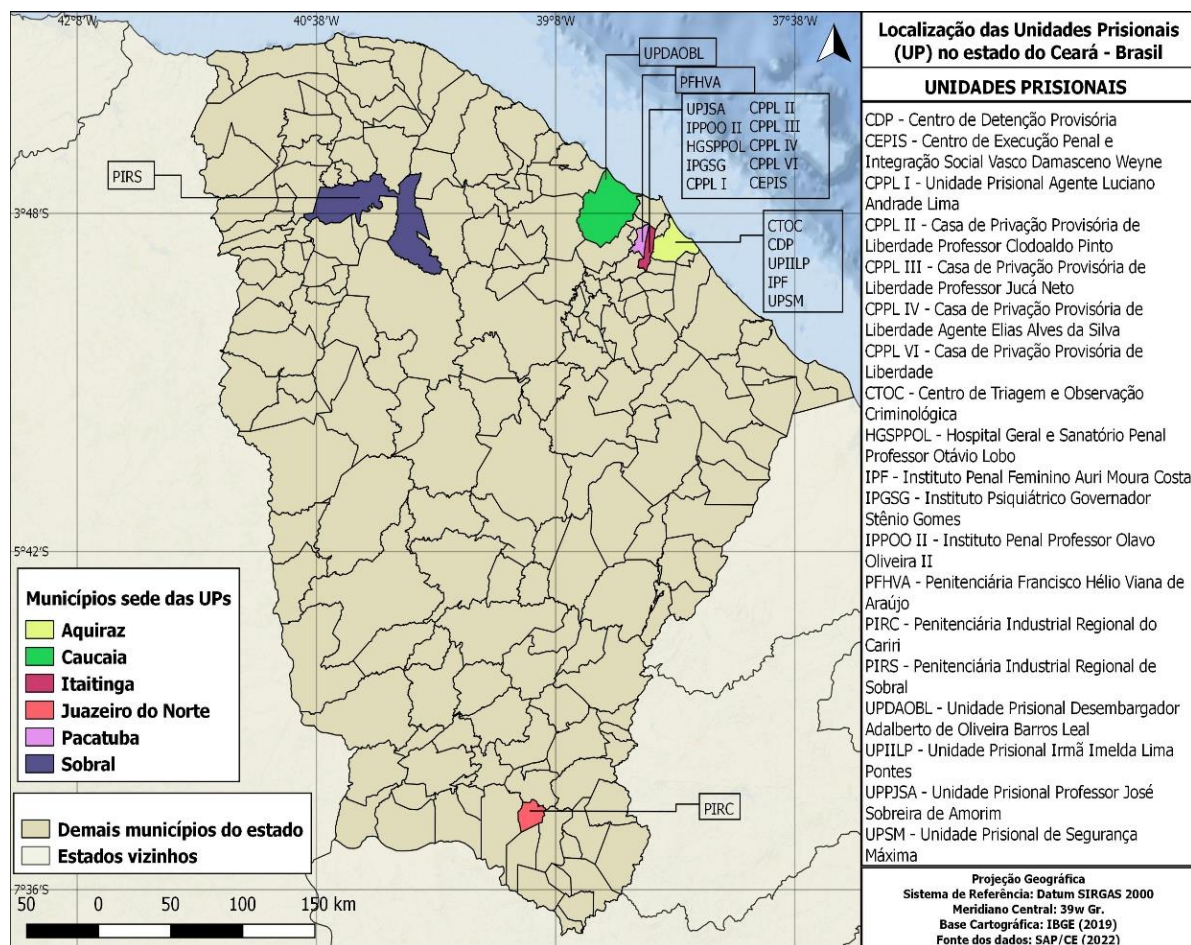 42°8'W
40°38'W
39°8'W
37°38'W
UPDAOBL
PFHVA
UPJSA CPPL II
IPPOO II CPPL III
HGSPPOL CPPL IV
IPGSG CPPL VI
CPPL I CEPIS
PIRS
3°48'S
CTOC
CDP
UPIILP
IPF
UPSM
5°42'S
Municípios sede das UPs
Aquiraz
Caucaia
Itaitinga
Juazeiro do Norte
Pacatuba
Sobral
Demais municípios do estado
Estados vizinhos
PIRC
7°36'S
50 0 50 100 150 km
Localização das Unidades Prisionais
(UP) no estado do Ceará - Brasil
UNIDADES PRISIONAIS
CDP - Centro de Detenção Provisória
CEPIS - Centro de Execução Penal e
Integração Social Vasco Damasceno Weyne
CPPL I - Unidade Prisional Agente Luciano
Andrade Lima
CPPL II - Casa de Privação Provisória de
Liberdade Professor Clodoaldo Pinto
CPPL III - Casa de Privação Provisória de
Liberdade Professor Jucá Neto
CPPL IV - Casa de Privação Provisória de
Liberdade Agente Elias Alves da Silva
CPPL VI - Casa de Privação Provisória de
Liberdade
CTOC - Centro de Triagem e Observação
Criminológica
HGSPPOL - Hospital Geral e Sanatório Penal
Professor Otávio Lobo
IPF - Instituto Penal Feminino Auri Moura Costa
IPGSG - Instituto Psiquiátrico Governador
Stênio Gomes
IPPOO II - Instituto Penal Professor Olavo
Oliveira II
PFHVA - Penitenciária Francisco Hélio Viana de
Araújo
PIRC - Penitenciária Industrial Regional do
Cariri
PIRS - Penitenciária Industrial Regional de
Sobral
UPDAOBL - Unidade Prisional Desembargador
Adalberto de Oliveira Barros Leal
UPIILP - Unidade Prisional Irmã Imelda Lima
Pontes
UPPJSA - Unidade Prisional Professor José
Sobreira de Amorim
UPSM - Unidade Prisional de Segurança
Máxima
Projeção Geográfica
Sistema de Referência: Datum SIRGAS 2000
Meridiano Central: 39w Gr.
Base Cartográfica: IBGE (2019)
Fonte dos dados: SAP/CE (2022)